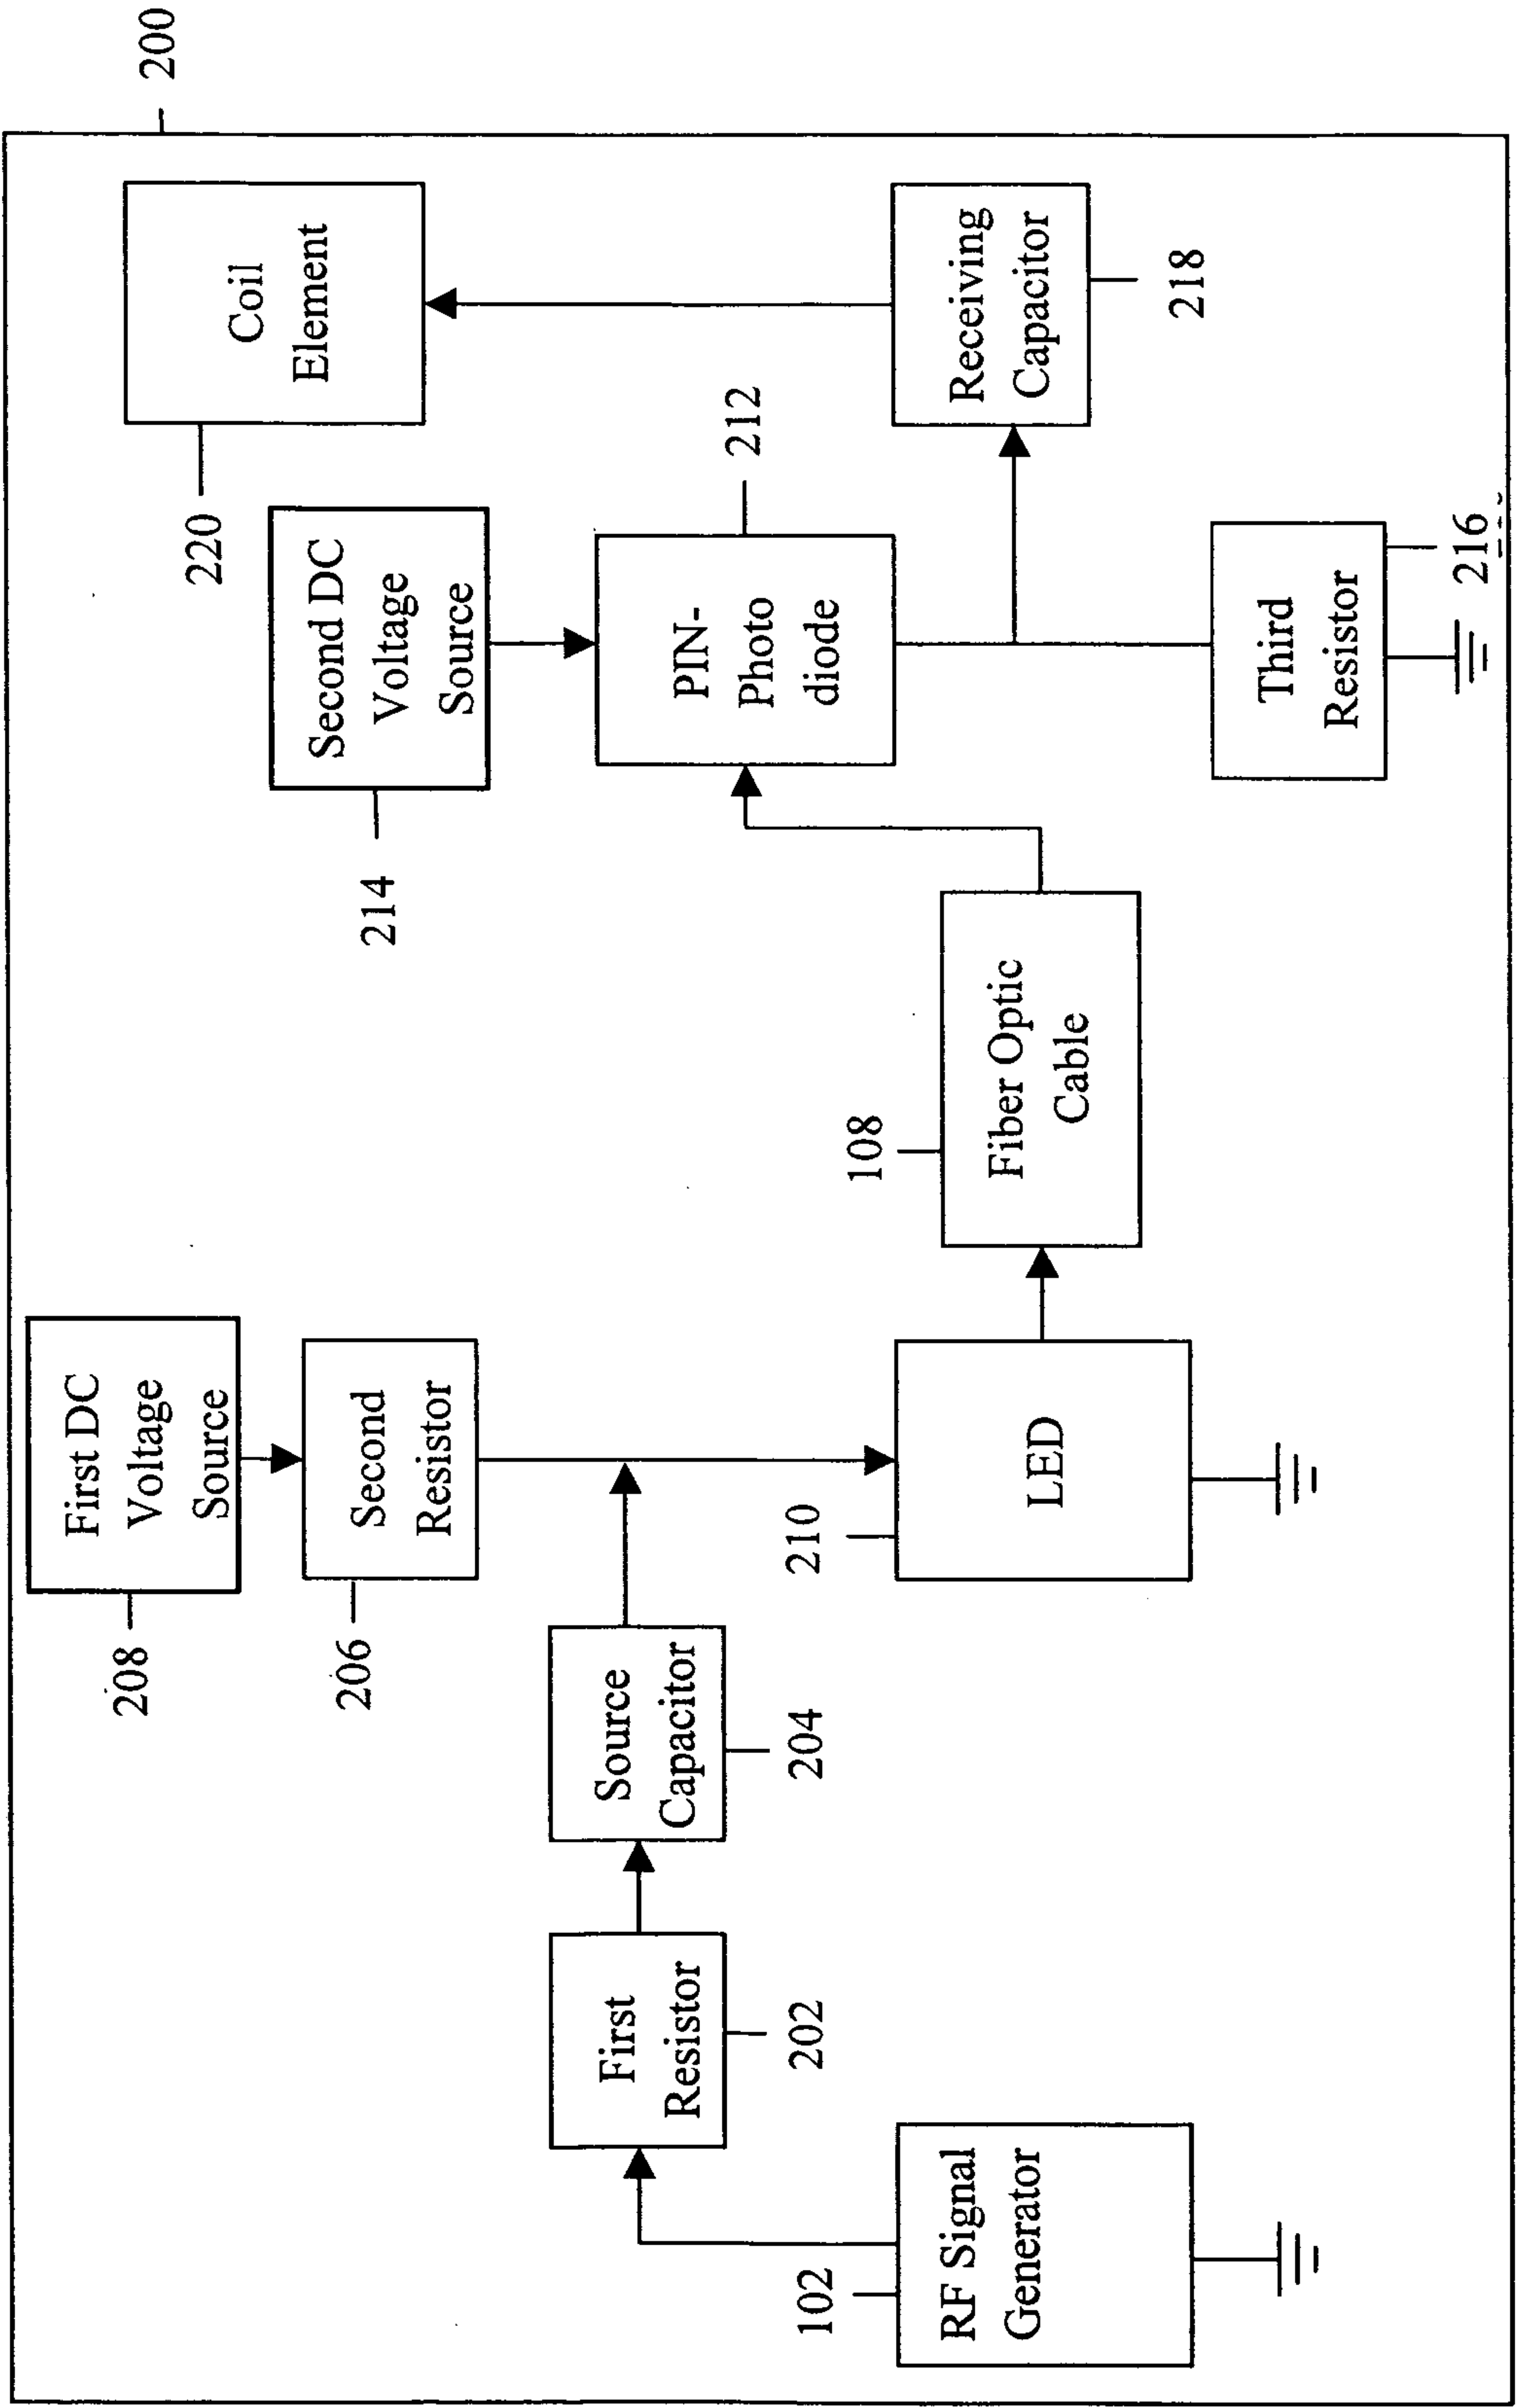 200
First DC
Voltage
Source
208
Second
Resistor
206
Second DC
Voltage
Source
214
Coil
Element
220
First
Resistor
202
Source
Capacitor
204
PIN-
Photo
diode
212
RF Signal
Generator
102
LED
210
Fiber Optic
Cable
108
Receiving
Capacitor
218
Third
Resistor
216